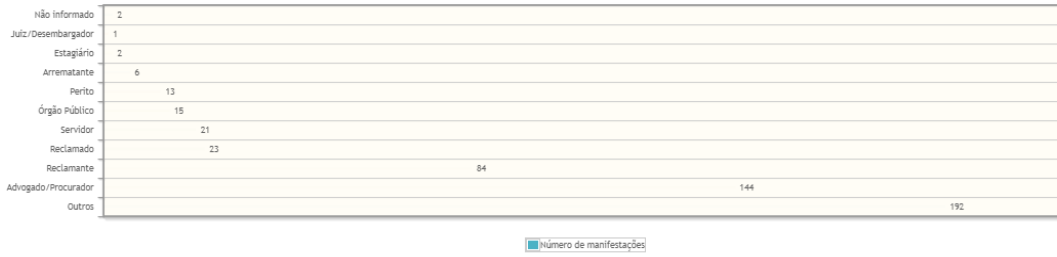 Não informado 2
Juiz/Desembargador 1
Estagiário 2
Arrematante 6
Perito 13
Órgão Público 15
Servidor 21
Reclamado 23
Reclamante 84
Advogado/Procurador 144
Outros 192
Número de manifestações